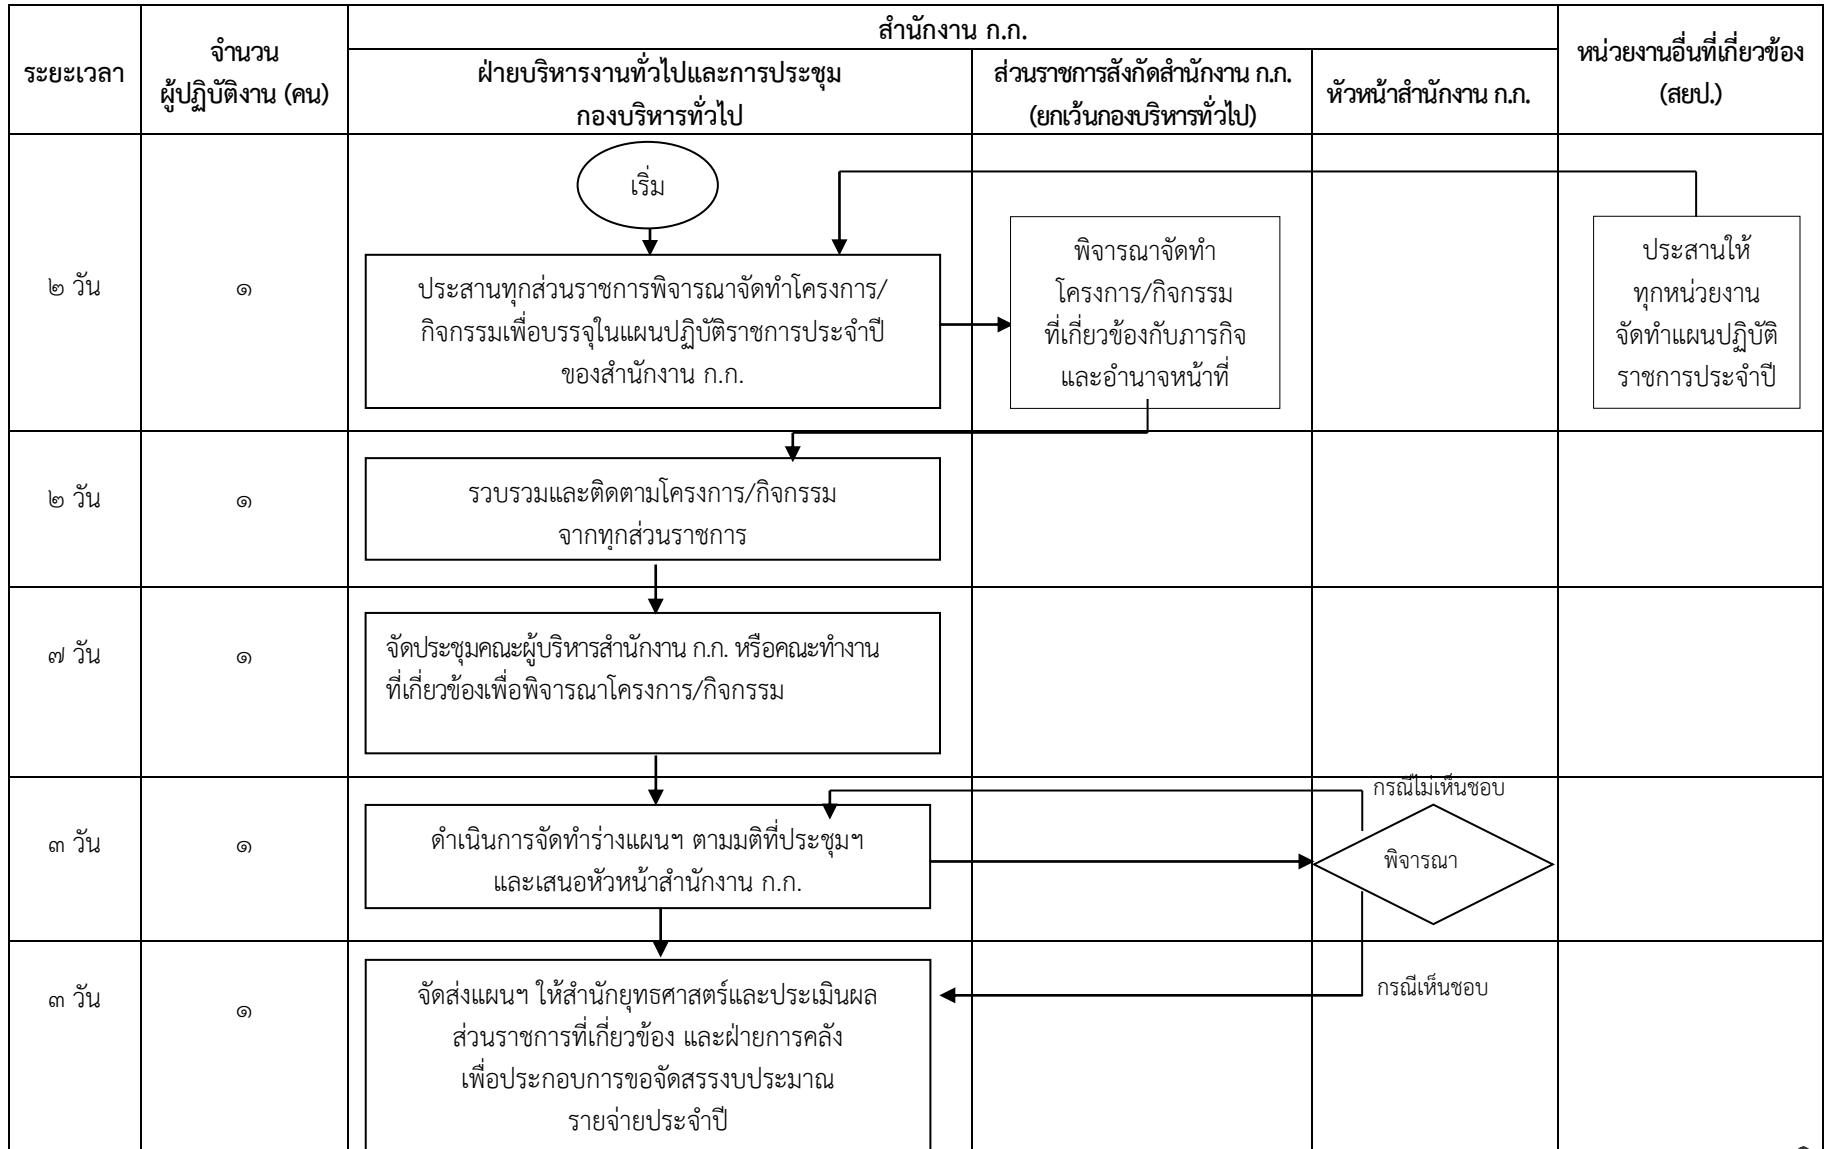 ระยะเวลา
จำนวน
ผู้ปฏิบัติงาน (คน)
สำนักงาน ก.ก.
ฝ่ายบริหารงานทั่วไปและการประชุม
กองบริหารทั่วไป
ส่วนราชการสังกัดสำนักงาน ก.ก.
(ยกเว้นกองบริหารทั่วไป)
หัวหน้าสำนักงาน ก.ก.
หน่วยงานอื่นที่เกี่ยวข้อง
(สยป.)
เริ่ม
๒ วัน
๑
ประสานทุกส่วนราชการพิจารณาจัดทำโครงการ/
กิจกรรมเพื่อบรรจุในแผนปฏิบัติราชการประจำปี
ของสำนักงาน ก.ก.
พิจารณาจัดทำ
โครงการ/กิจกรรม
ที่เกี่ยวข้องกับภารกิจ
และอำนาจหน้าที่
ประสานให้
ทุกหน่วยงาน
จัดทำแผนปฏิบัติ
ราชการประจำปี
๒ วัน
๑
รวบรวมและติดตามโครงการ/กิจกรรม
จากทุกส่วนราชการ
๗ วัน
๑
จัดประชุมคณะผู้บริหารสำนักงาน ก.ก. หรือคณะทำงาน
ที่เกี่ยวข้องเพื่อพิจารณาโครงการ/กิจกรรม
กรณีไม่เห็นชอบ
๓ วัน
๑
ดำเนินการจัดทำร่างแผนฯ ตามมติที่ประชุมฯ
และเสนอหัวหน้าสำนักงาน ก.ก.
พิจารณา
๓ วัน
๑
จัดส่งแผนฯ ให้สำนักยุทธศาสตร์และประเมินผล
ส่วนราชการที่เกี่ยวข้อง และฝ่ายการคลัง
เพื่อประกอบการขอจัดสรรงบประมาณ
รายจ่ายประจำปี
กรณีเห็นชอบ